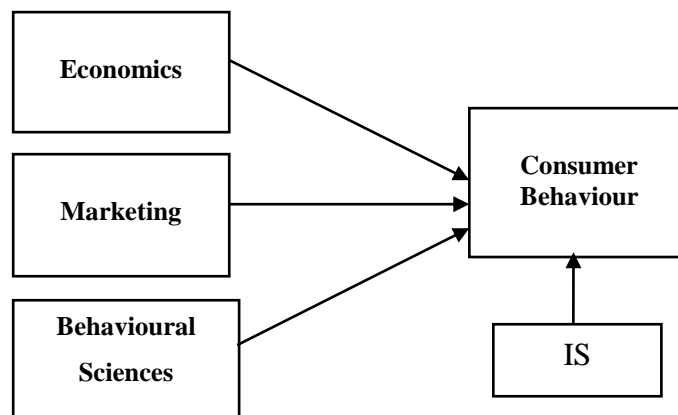 Economics
Marketing
Behavioural
Sciences
Consumer
Behaviour
IS